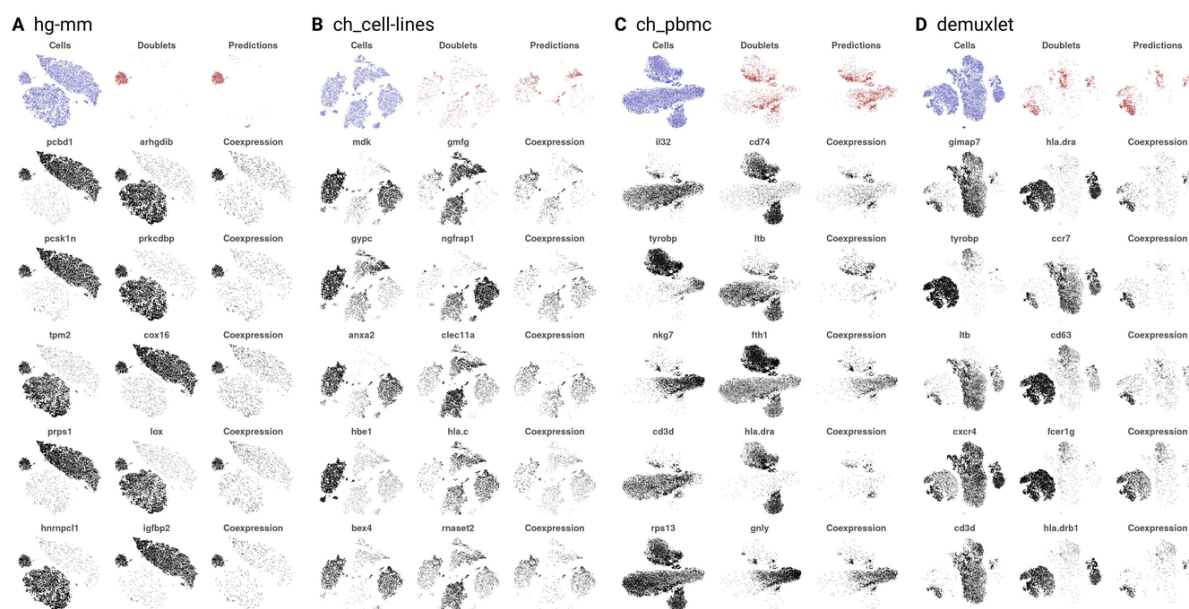 A hg-mm B ch_cell-lines C ch_pbmc D demuxlet
Cells Doublets Predictions Cells Doublets Predictions Cells Doublets Predictions Cells Doublets Predictions
pcbd1 arhgdib Coexpression mdk gmfg Coexpression il32 cd74 Coexpression gimap7 hla.dra Coexpression
pcsk1n prkcdbp Coexpression gypc ngfrap1 Coexpression tyrobp ltb Coexpression tyrobp ccr7 Coexpression
tpm2 cox16 Coexpression anxa2 clec11a Coexpression nkg7 fth1 Coexpression ltb cd63 Coexpression
prps1 lox Coexpression hbe1 hla.c Coexpression cd3d hla.dra Coexpression cxcr4 fcer1g Coexpression
hnrnpcl1 igfbp2 Coexpression bex4 rnaset2 Coexpression rps13 gnly Coexpression cd3d hla.drb1 Coexpression